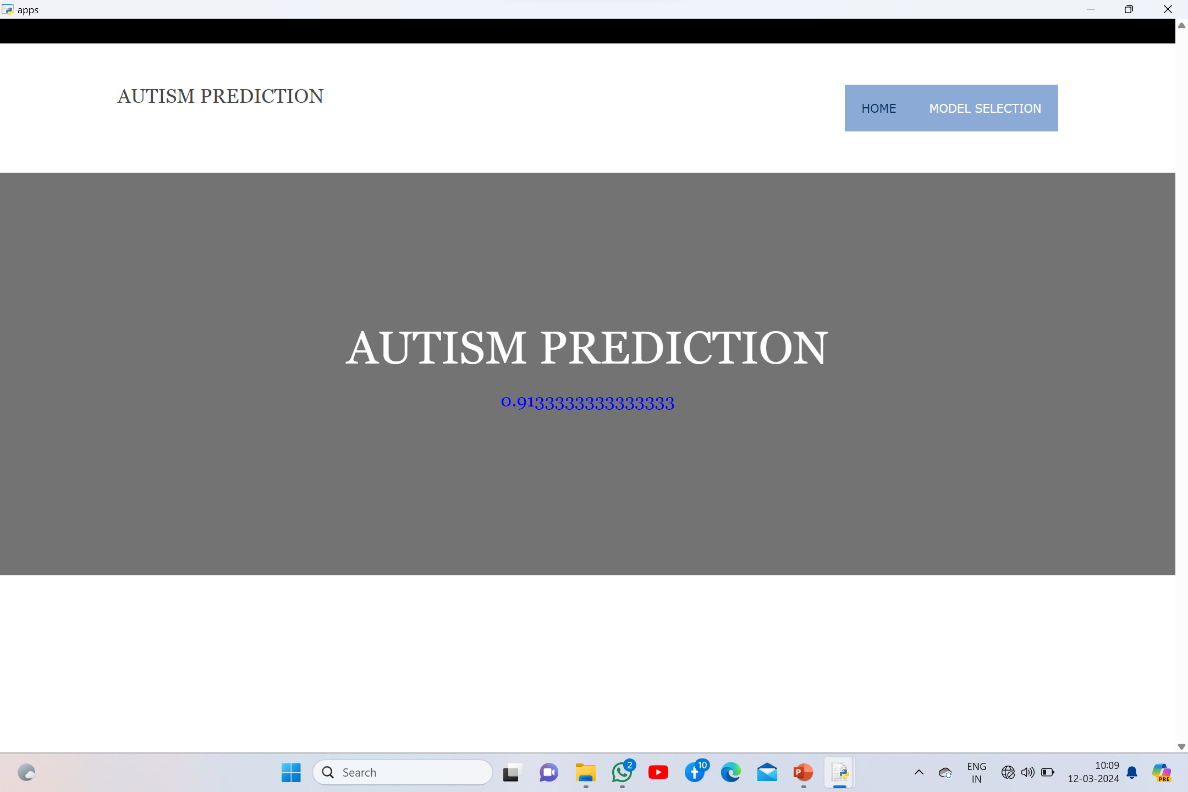 apps
AUTISM PREDICTION
HOME
MODEL SELECTION
AUTISM PREDICTION
0.9133333333333333
Search
2
10
ENG
IN
10:09
12-03-2024
PRE